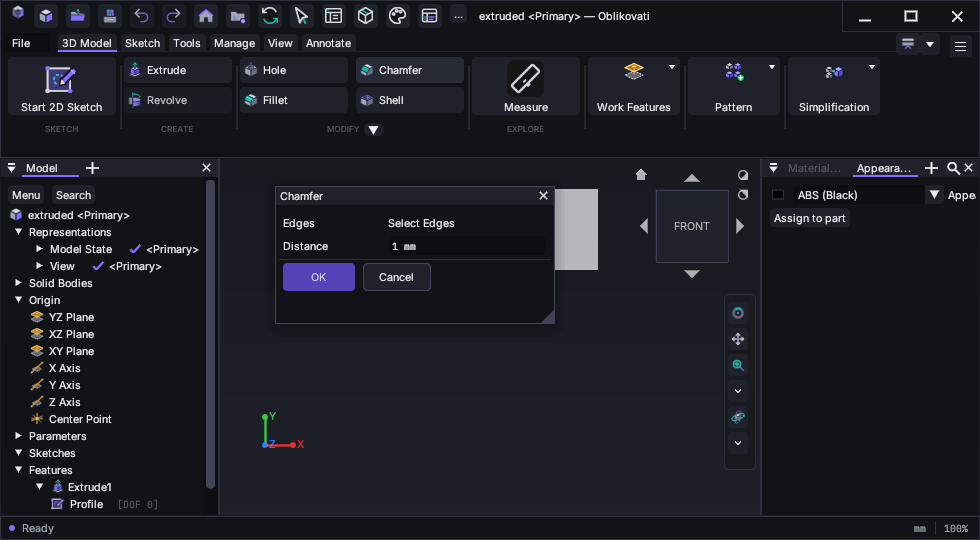 extruded <Primary> — Oblikovati
File
3D Model
Sketch
Tools
Manage
View
Annotate
Start 2D Sketch
SKETCH
Extrude
Revolve
CREATE
Hole
Fillet
Chamfer
Shell
MODIFY
Measure
EXPLORE
Work Features
Pattern
Simplification
Model
Menu
Search
extruded <Primary>
Representations
Model State <Primary>
View <Primary>
Solid Bodies
Origin
YZ Plane
XZ Plane
XY Plane
X Axis
Y Axis
Z Axis
Center Point
Parameters
Sketches
Features
Extrude1
Profile [DOF 0]
Chamfer
Edges Select Edges
Distance 1 mm
OK Cancel
FRONT
Y
Z X
Material...
Appeara...
ABS (Black)
Appea
Assign to part
Ready
mm
100%